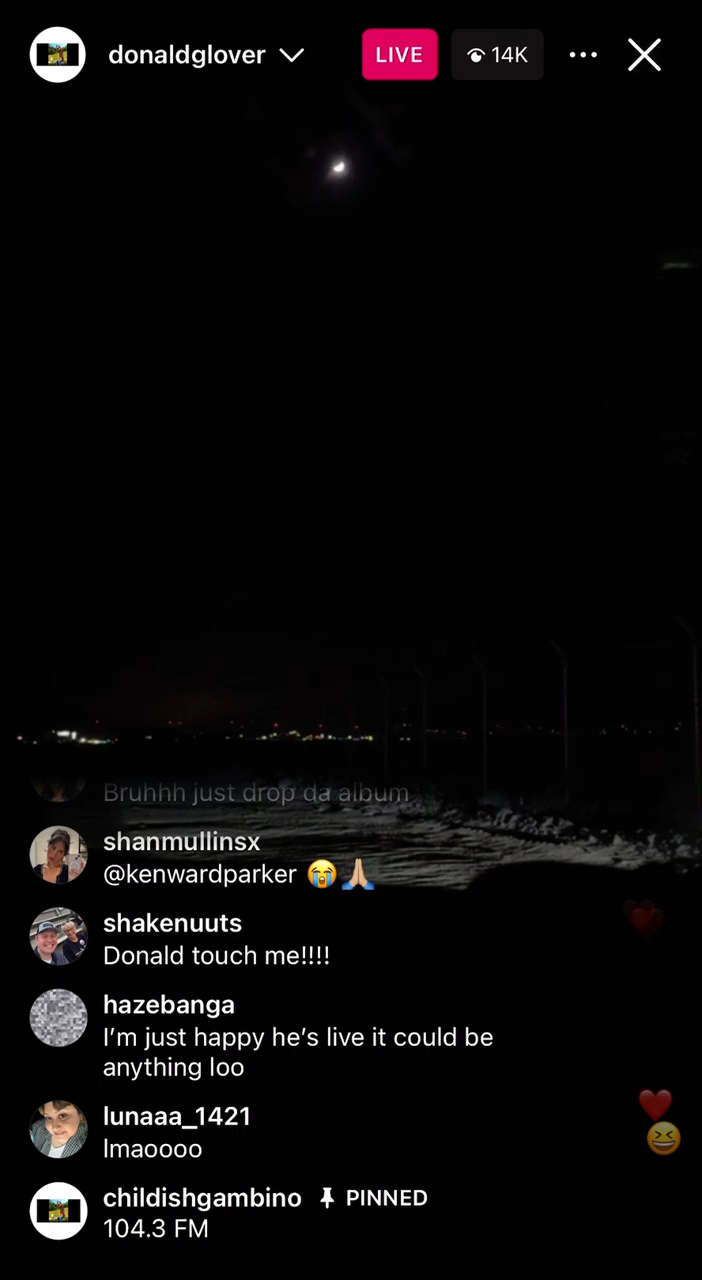 donaldglover
LIVE
14K
Bruhhh just drop da album
shanmullinsx
@kenwardparker 😭🙏🏼
shakenuuts
Donald touch me!!!!
hazebanga
I’m just happy he’s live it could be
anything loo
lunaaa_1421
lmaoooo
childishgambino PINNED
104.3 FM